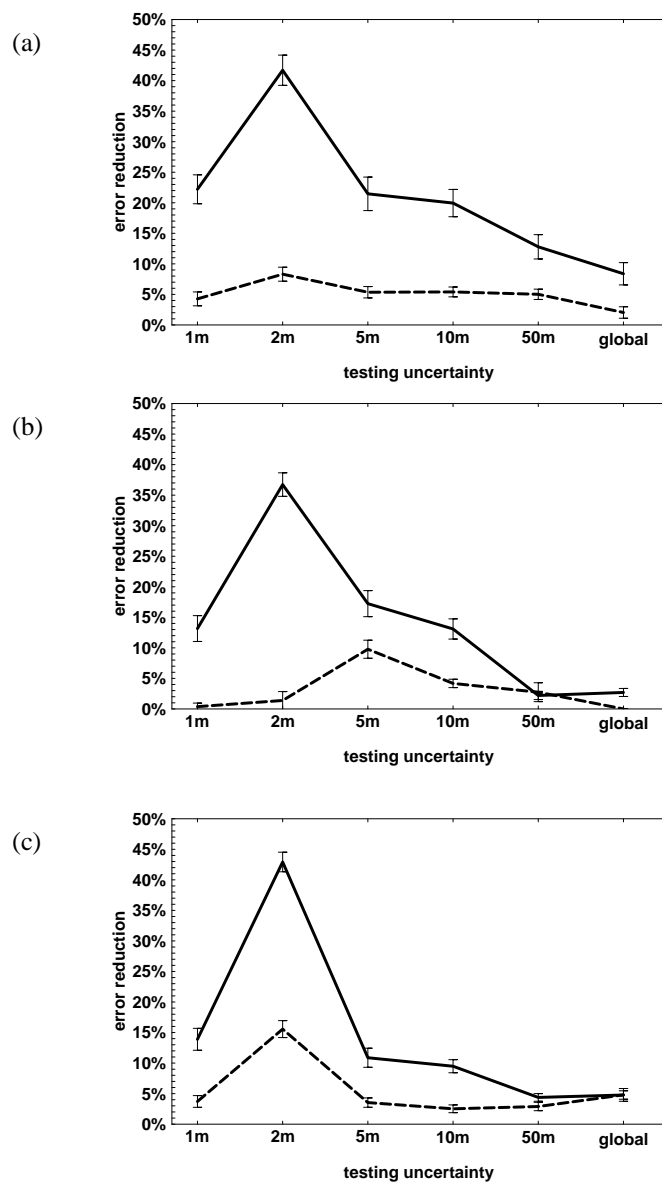 (a)
error reduction
50%
45%
40%
35%
30%
25%
20%
15%
10%
5%
0%
1m 2m 5m 10m 50m global
testing uncertainty
(b)
error reduction
50%
45%
40%
35%
30%
25%
20%
15%
10%
5%
0%
1m 2m 5m 10m 50m global
testing uncertainty
(c)
error reduction
50%
45%
40%
35%
30%
25%
20%
15%
10%
5%
0%
1m 2m 5m 10m 50m global
testing uncertainty